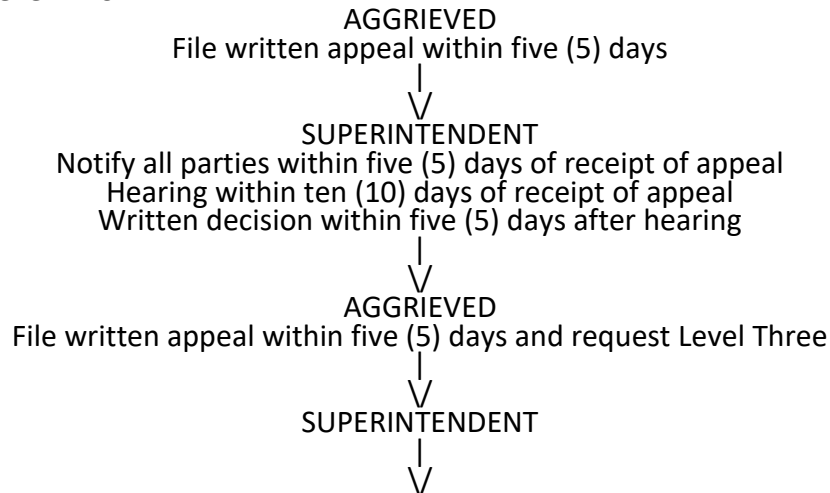 AGGRIEVED
File written appeal within five (5) days
|
\/
SUPERINTENDENT
Notify all parties within five (5) days of receipt of appeal
Hearing within ten (10) days of receipt of appeal
Written decision within five (5) days after hearing
|
\/
AGGRIEVED
File written appeal within five (5) days and request Level Three
|
\/
SUPERINTENDENT
|
\/